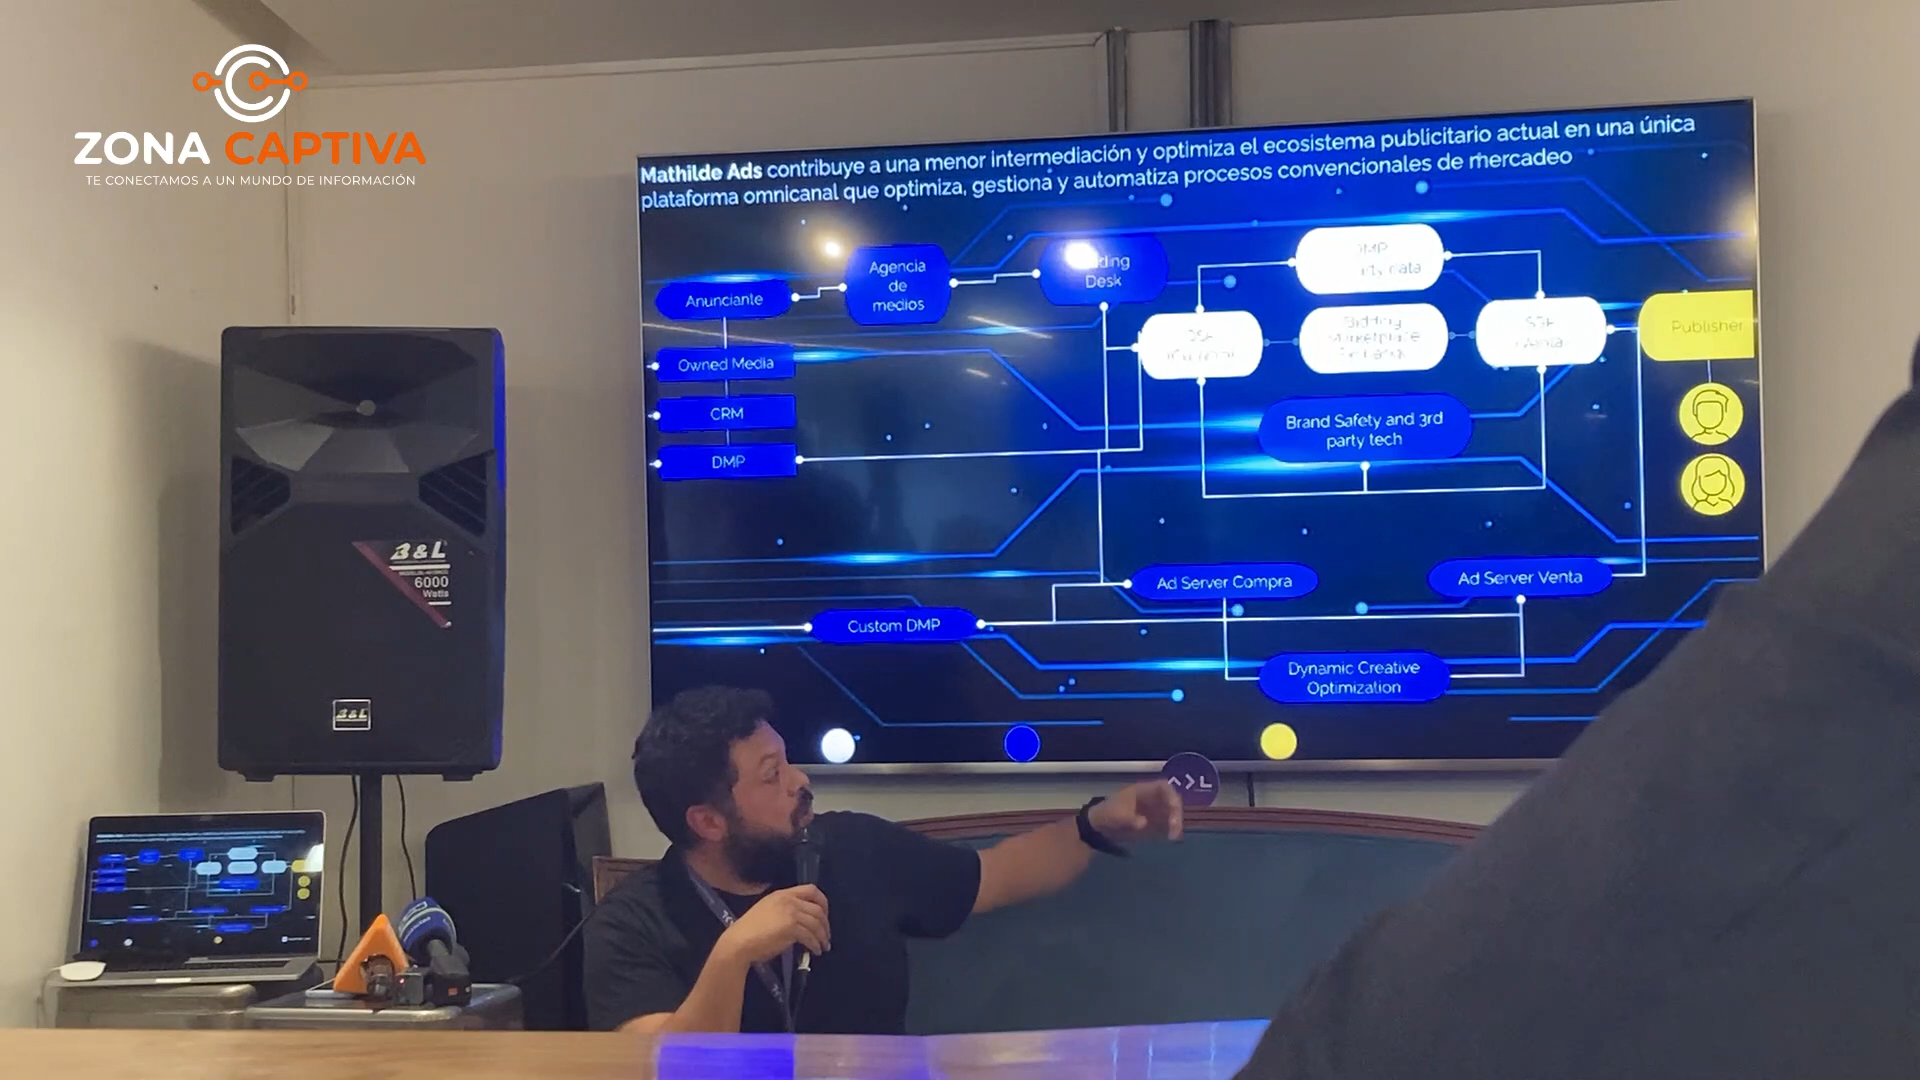 ZONA CAPTIVA
TE CONECTAMOS A UN MUNDO DE INFORMACIÓN
Mathilde Ads contribuye a una menor intermediación y optimiza el ecosistema publicitario actual en una única
plataforma omnicanal que optimiza, gestiona y automatiza procesos convencionales de mercadeo
Anunciante
Agencia
de
medios
Desk
Publisher
Owned Media
CRM
DMP
Brand Safety and 3rd
party tech
Ad Server Compra
Ad Server Venta
Custom DMP
Dynamic Creative
Optimization
B&L
6000
Watts
B&L